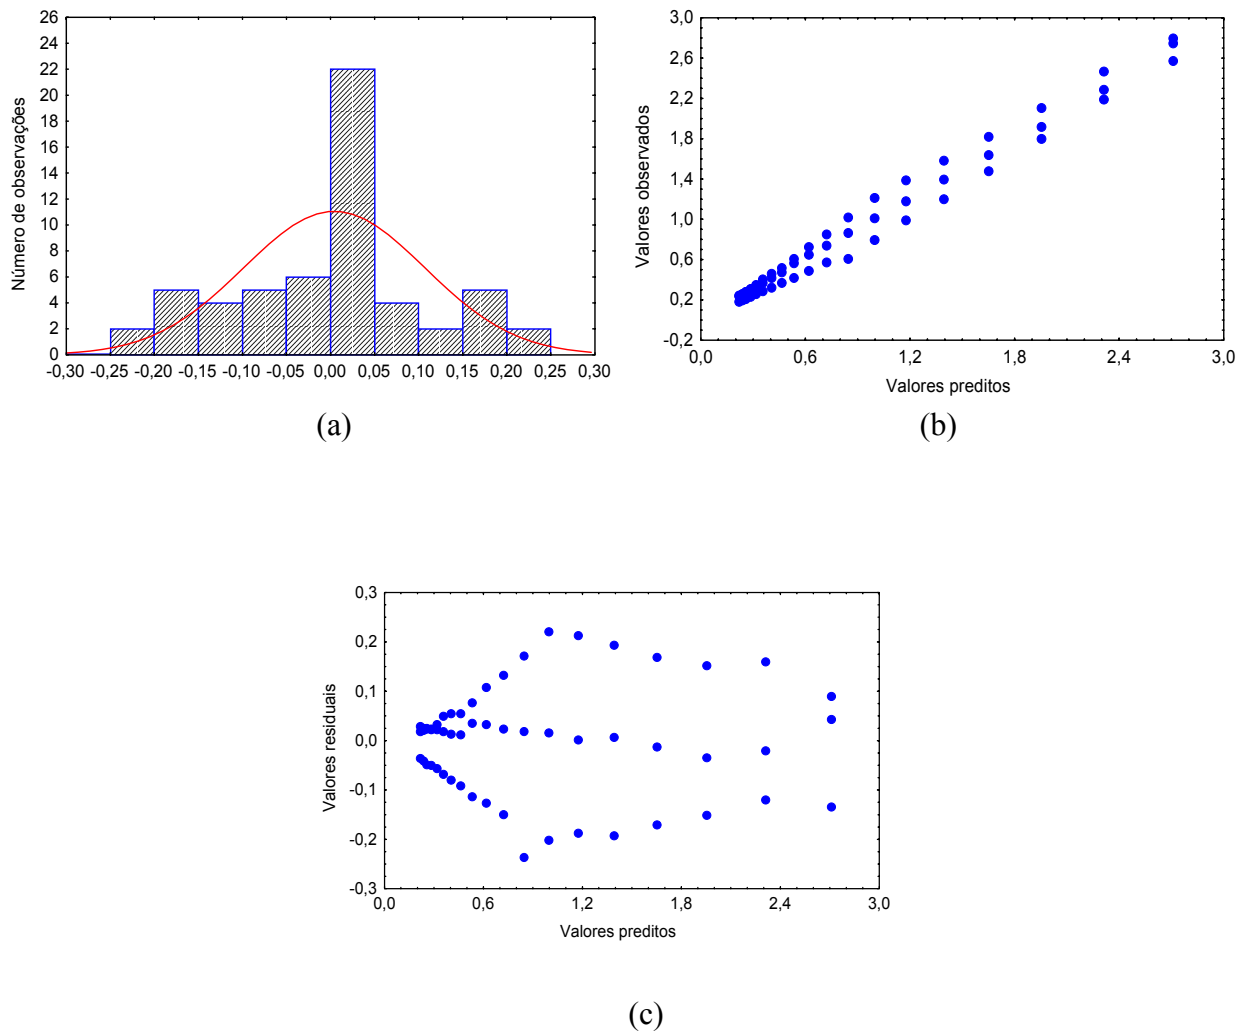 26
24
22
20
18
16
14
12
10
8
6
4
2
0
Número de observações
-0,30 -0,25 -0,20 -0,15 -0,10 -0,05 0,00 0,05 0,10 0,15 0,20 0,25 0,30
(a)
3,0
2,6
2,2
1,8
1,4
1,0
0,6
0,2
-0,2
Valores observados
0,0 0,6 1,2 1,8 2,4 3,0
Valores preditos
(b)
0,3
0,2
0,1
0,0
-0,1
-0,2
-0,3
Valores residuais
0,0 0,6 1,2 1,8 2,4 3,0
Valores preditos
(c)